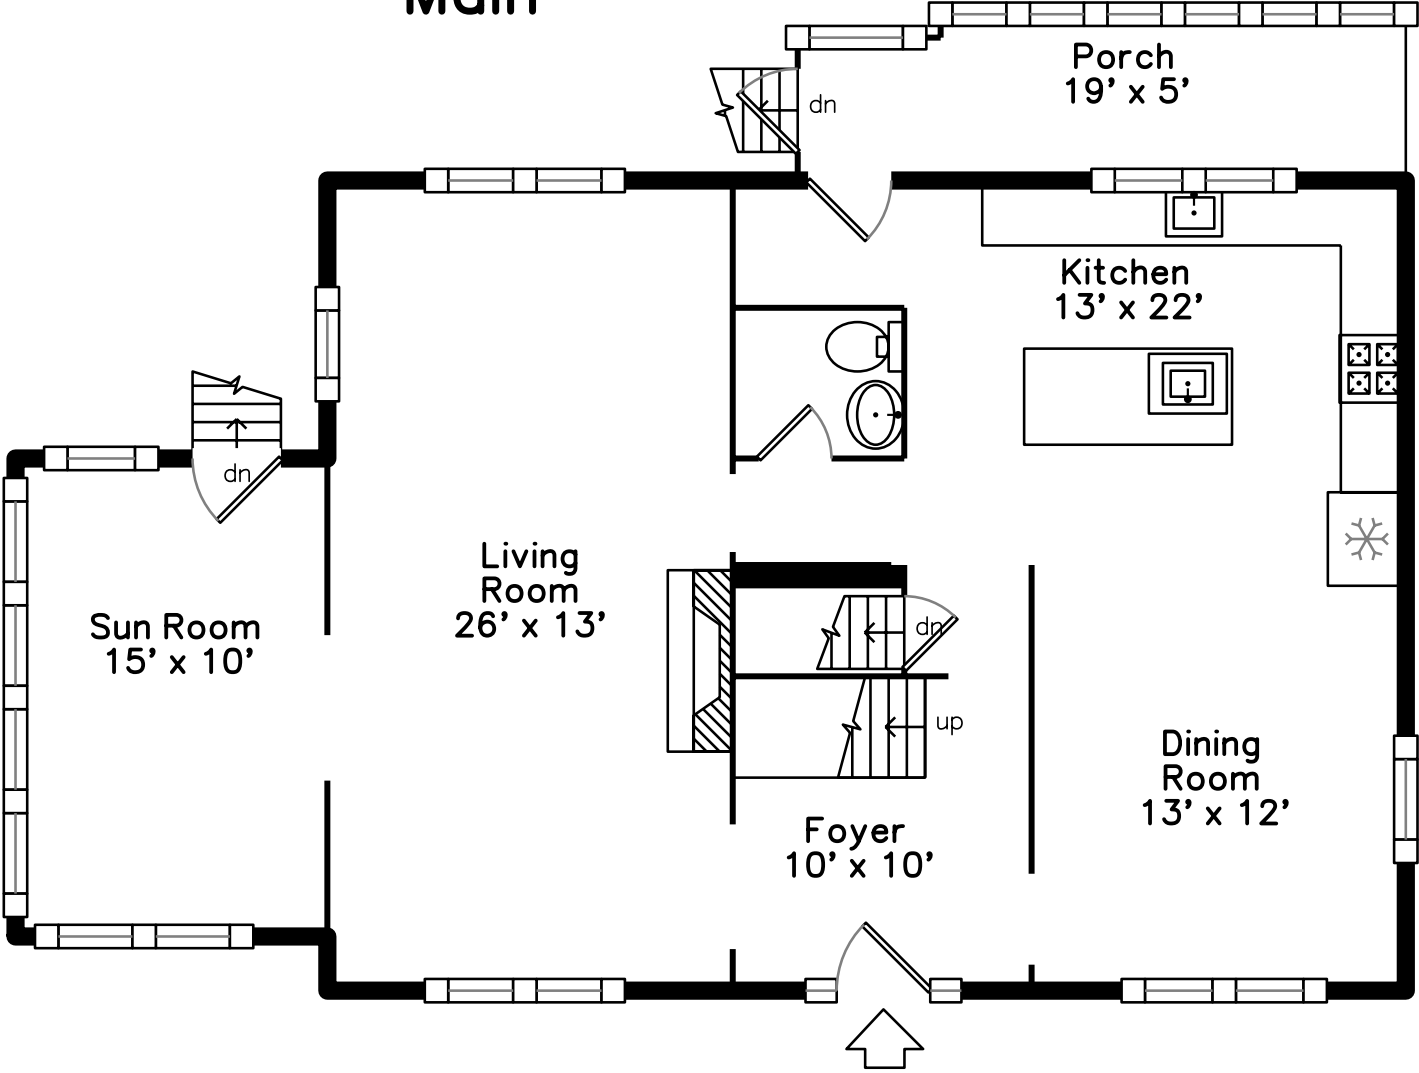 Main
Porch
19' x 5'
dn
Kitchen
13' x 22'
dn
Living
Room
26' x 13'
Sun Room
15' x 10'
dn
up
Dining
Room
13' x 12'
Foyer
10' x 10'